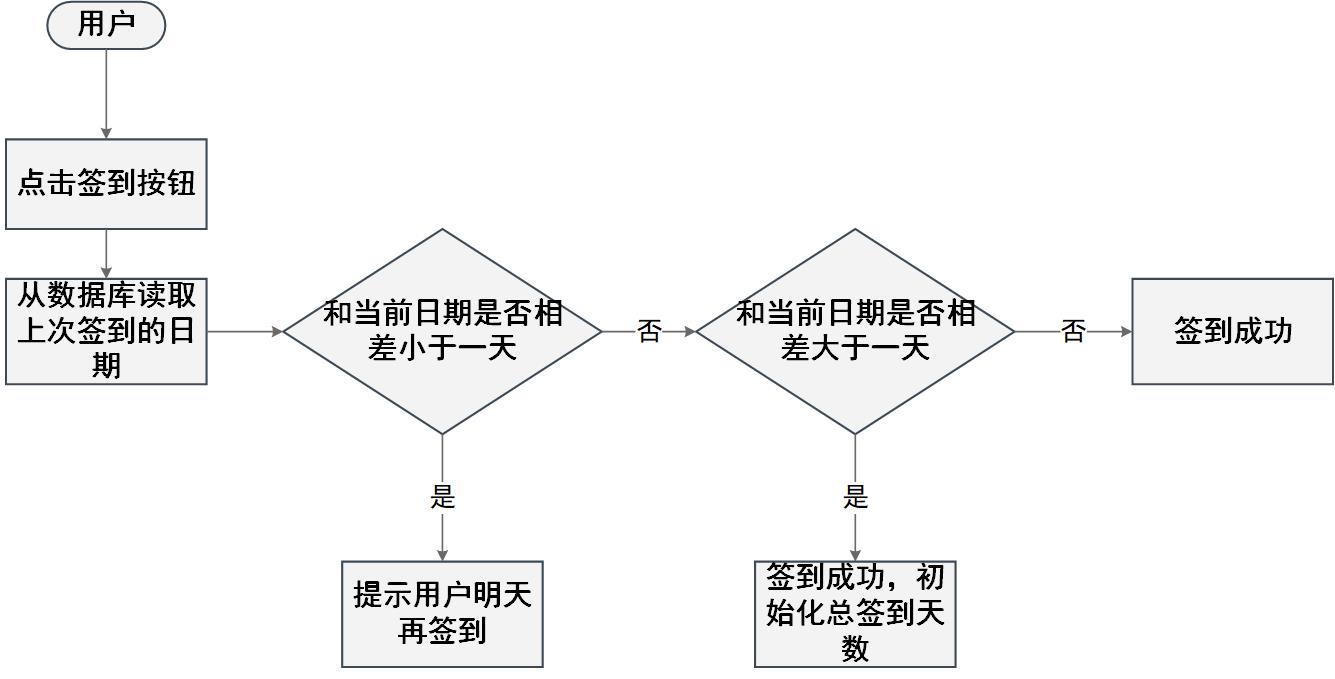 用户
点击签到按钮
从数据库读取
上次签到的日
期
和当前日期是否相
差小于一天
否
和当前日期是否相
差大于一天
否
签到成功
是
是
提示用户明天
再签到
签到成功，初
始化总签到天
数